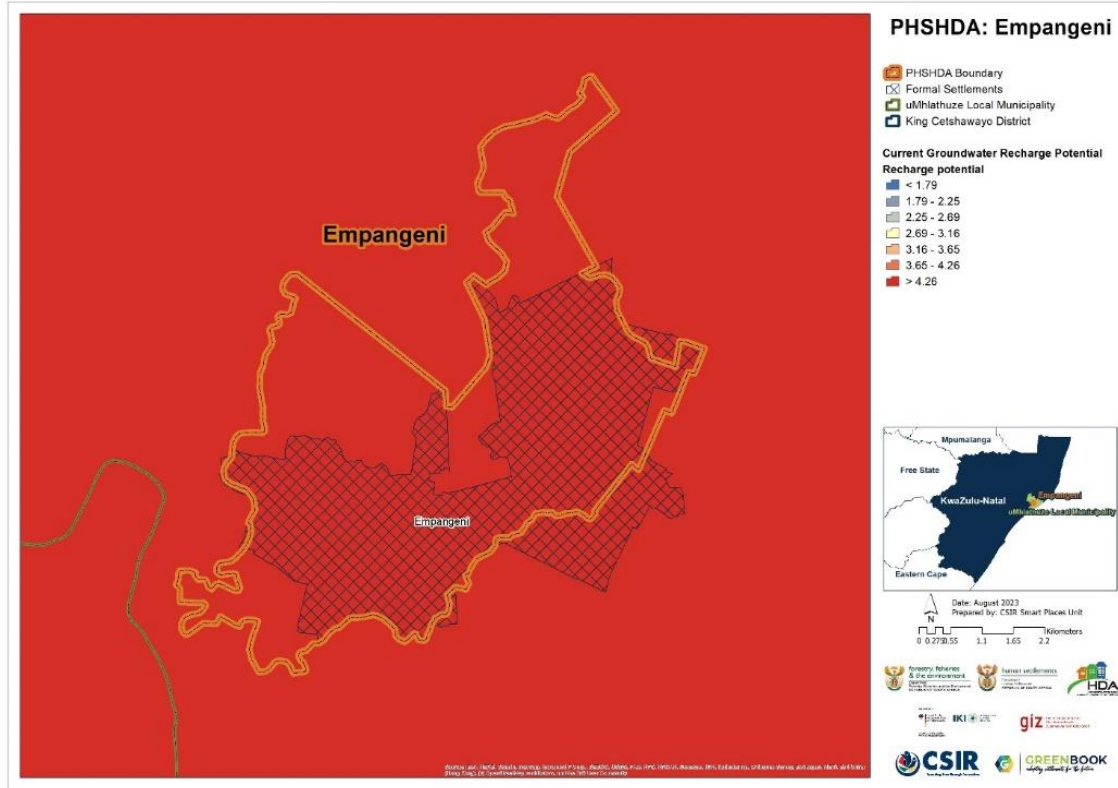 PHSHDA: Empangeni
PHSHDA Boundary
Formal Settlements
uMhlathuze Local Municipality
King Cetshawayo District
Current Groundwater Recharge Potential
Recharge potential
< 1.79
1.79 - 2.25
2.25 - 2.69
2.69 - 3.16
3.16 - 3.65
3.65 - 4.26
> 4.26
Empangeni
Empangeni
Mpumalanga
Free State
KwaZulu-Natal
Empangeni
uMhlathuze Local Municipality
Eastern Cape
N
Date: August 2023
Prepared by: CSIR Smart Places Unit
Kilometers
0 0.275 0.55 1.1 1.65 2.2
forestry, fisheries
& the environment
human settlements
HDA
IKI
giz
CSIR
GREENBOOK